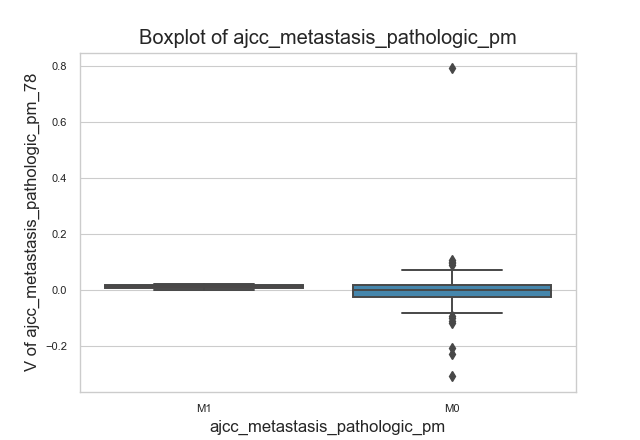 Boxplot of ajcc_metastasis_pathologic_pm
V of ajcc_metastasis_pathologic_pm_78
0.8
0.6
0.4
0.2
0.0
−0.2
M1
M0
ajcc_metastasis_pathologic_pm